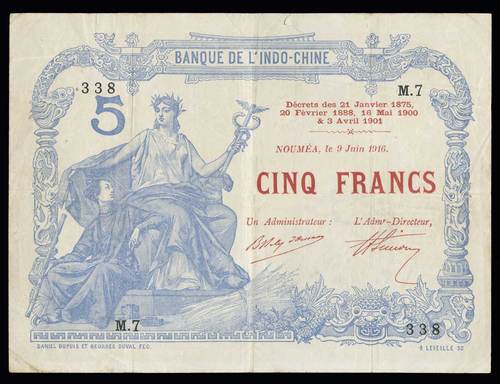 BANQUE DE L'INDO-CHINE
338
M.7
5
Décrets des 21 Janvier 1875,
20 Février 1888, 16 Mai 1900
& 3 Avril 1901
NOUMÉA, le 9 Juin 1916.
CINQ FRANCS
Un Administrateur :
L'Admr-Directeur,
M.7
338
DANIEL DUPUIS ET GEORGES DUVAL FEC.